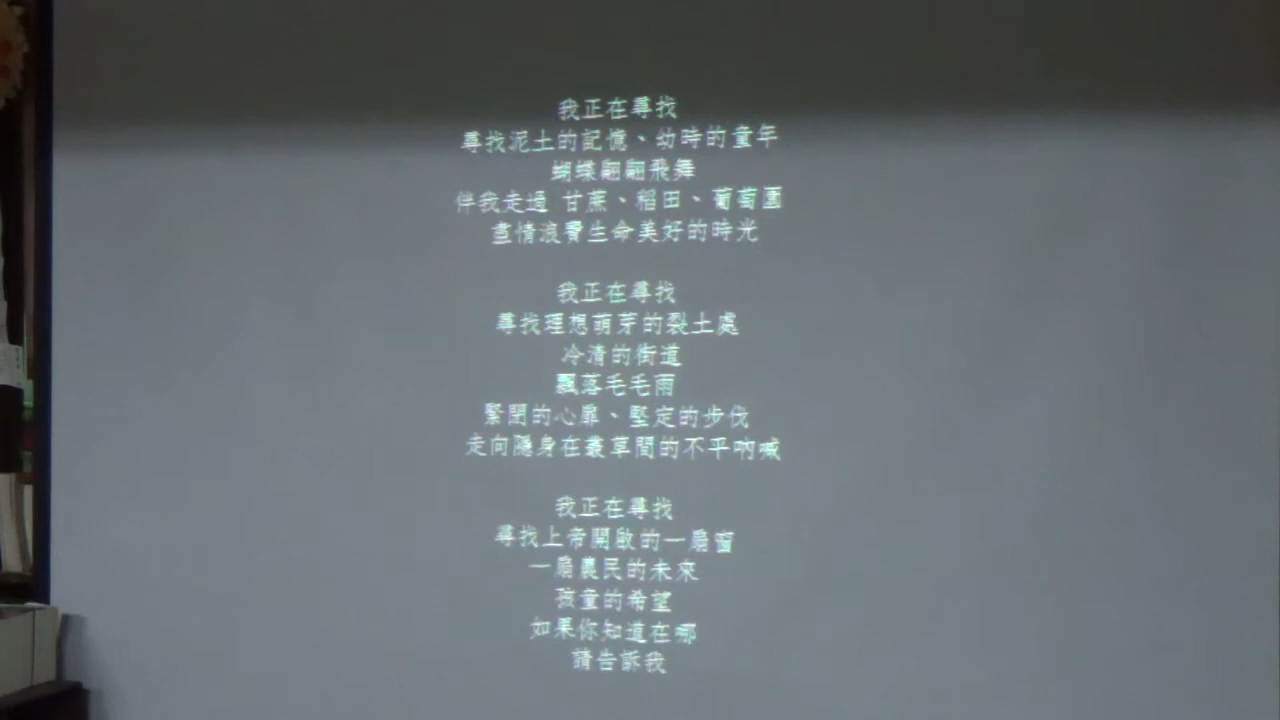 我正在尋找
尋找泥土的記憶、幼時的童年
蝴蝶翩翩飛舞
伴我走過 甘蔗、稻田、葡萄園
盡情浪費生命美好的時光
我正在尋找
尋找理想萌芽的裂土處
冷清的街道
飄落毛毛雨
緊閉的心扉、堅定的步伐
走向隱身在叢草間的不平吶喊
我正在尋找
尋找上帝開啟的一扇窗
一扇農民的未來
孩童的希望
如果你知道在哪
請告訴我